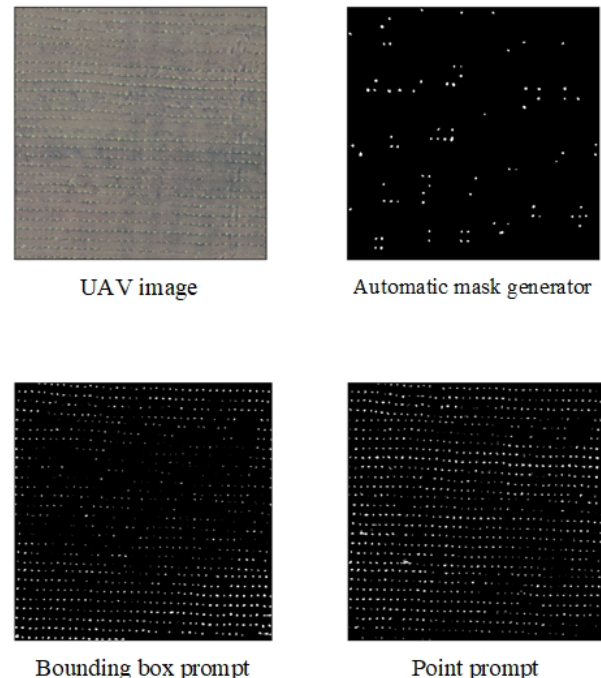 UAV image
Automatic mask generator
Bounding box prompt
Point prompt